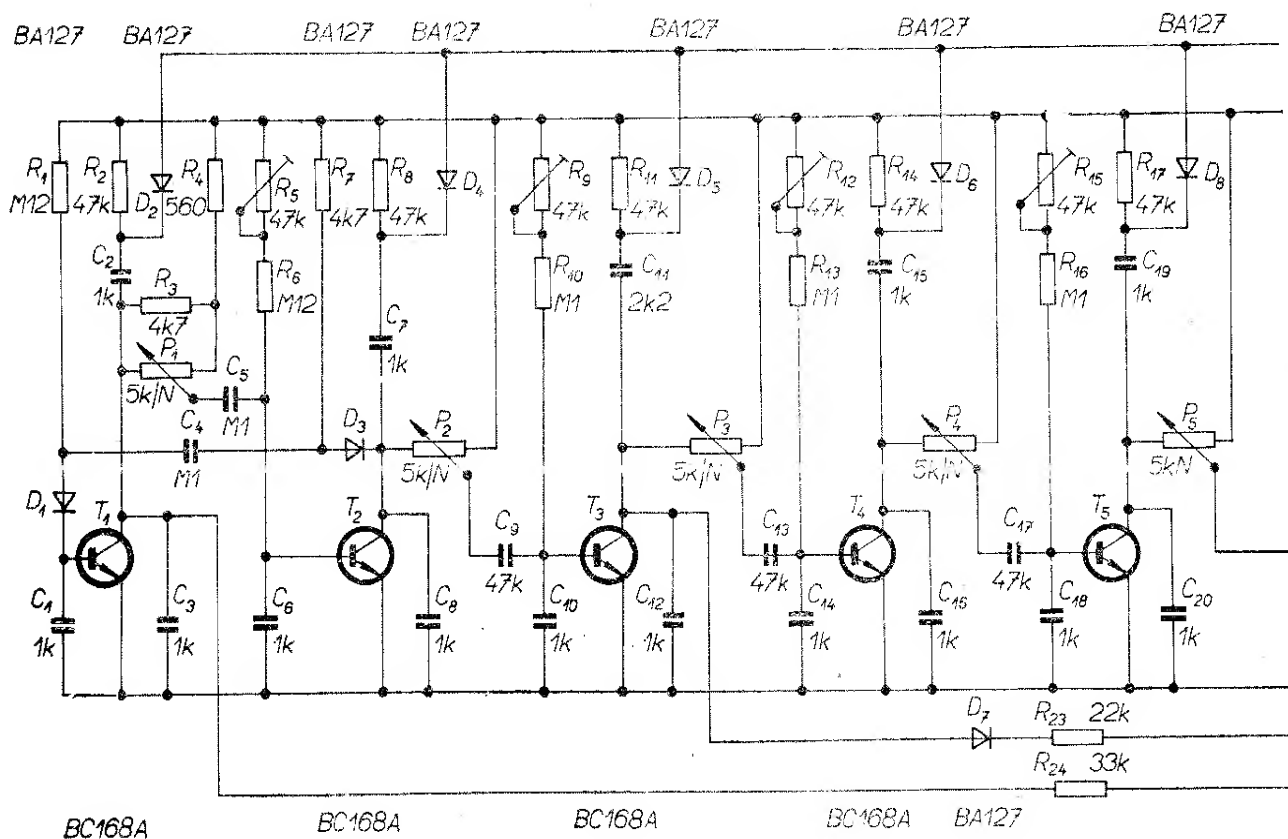 BA127 BA127 BA127 BA127 BA127 BA127 BA127
R1 M12
R2 47k
D2
R4 560
R5 47k
R7 4k7
R8 47k
D4
R9 47k
R11 47k
D5
R12 47k
R14 47k
D6
R15 47k
R17 47k
D8
C2 1k
R3 4k7
R6 M12
R10 M1
C11 2k2
R13 M1
C15 1k
R16 M1
C19 1k
P1 5k/N
C5 M1
C7 1k
C4 M1
D3
P2 5k/N
P3 5k/N
P4 5k/N
P5 5kN
D1
T1
T2
C9 47k
T3
C13 47k
T4
C17 47k
T5
C1 1k
C3 1k
C6 1k
C8 1k
C10 1k
C12 1k
C14 1k
C16 1k
C18 1k
C20 1k
D7
R23 22k
R24 33k
BC168A BC168A BC168A BC168A BA127